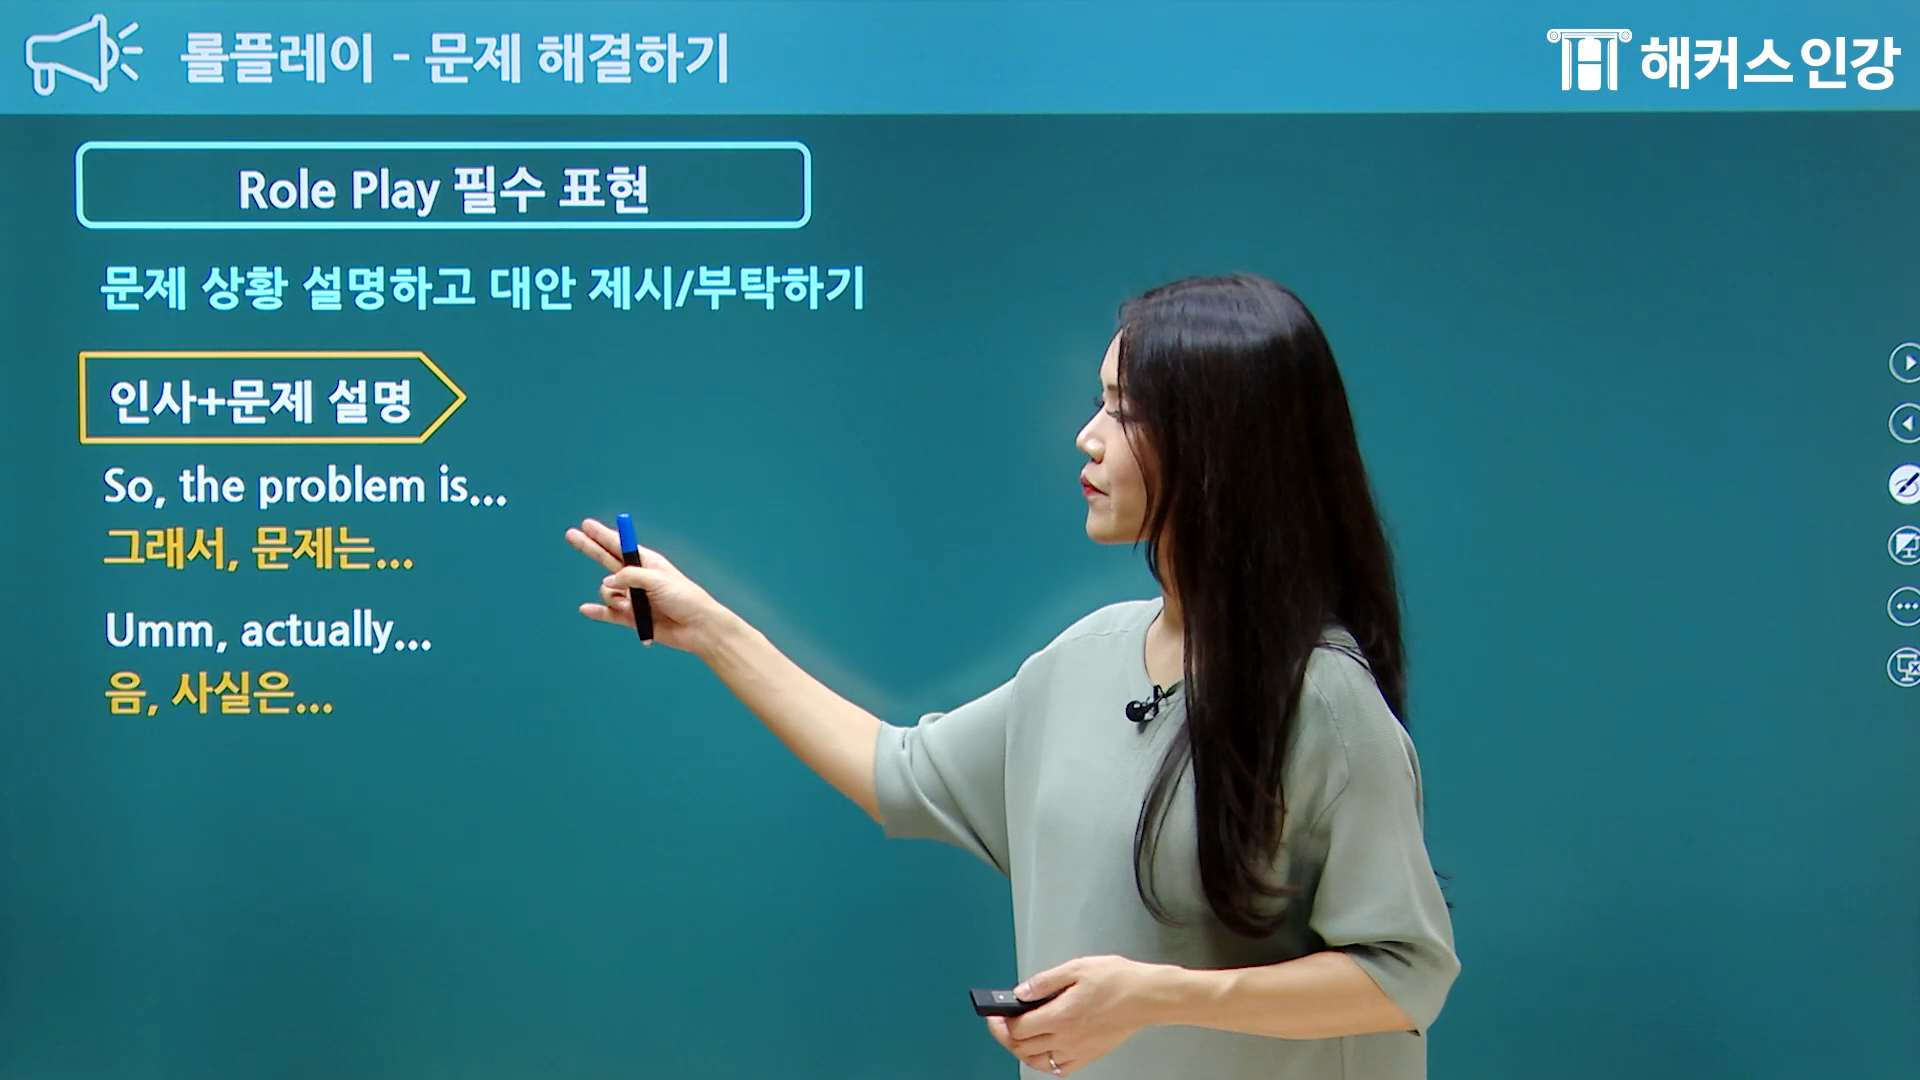 롤플레이 - 문제 해결하기
해커스인강
Role Play 필수 표현
문제 상황 설명하고 대안 제시/부탁하기
인사+문제 설명
So, the problem is...
그래서, 문제는...
Umm, actually...
음, 사실은...